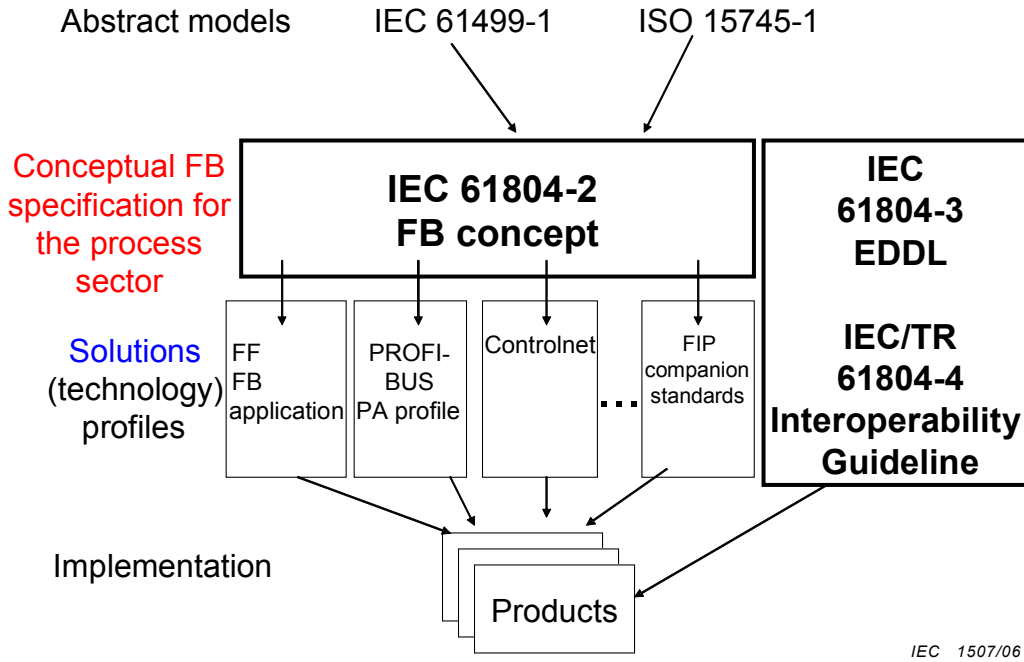 Abstract models
IEC 61499-1
ISO 15745-1
Conceptual FB
specification for
the process
sector
IEC 61804-2
FB concept
IEC
61804-3
EDDL
IEC/TR
61804-4
Interoperability
Guideline
Solutions
(technology)
profiles
FF
FB
application
PROFI-
BUS
PA profile
Controlnet
...
FIP
companion
standards
Implementation
Products
IEC 1507/06